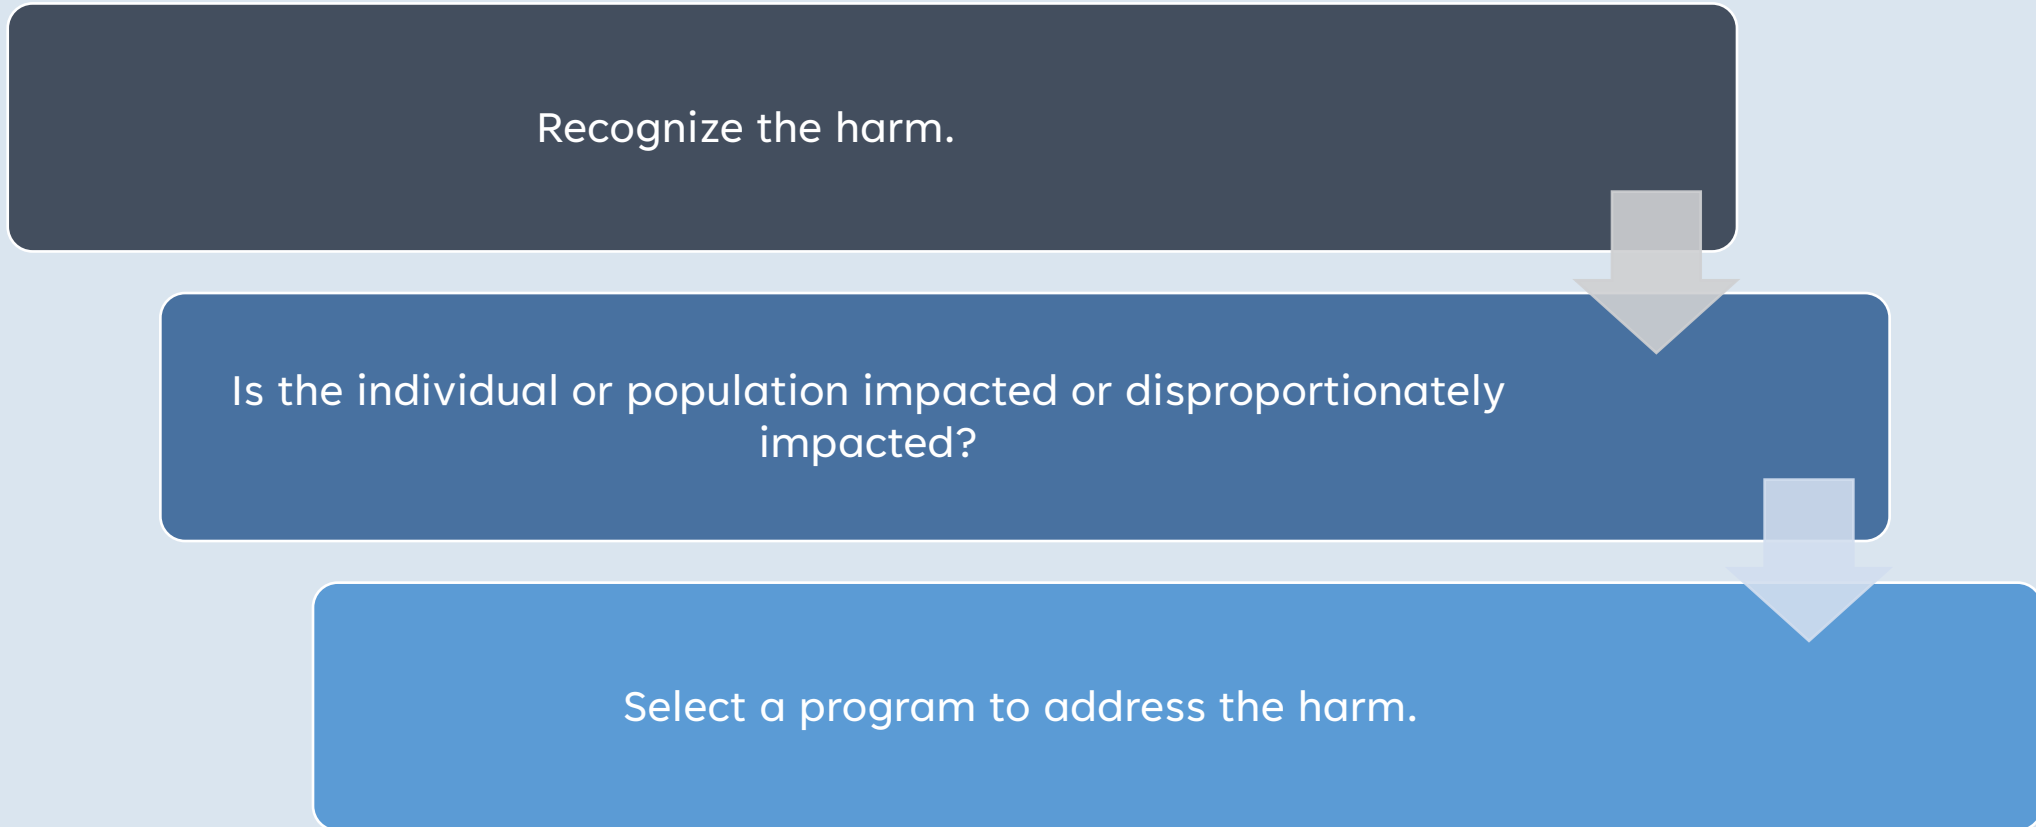 Recognize the harm.
Is the individual or population impacted or disproportionately
impacted?
Select a program to address the harm.